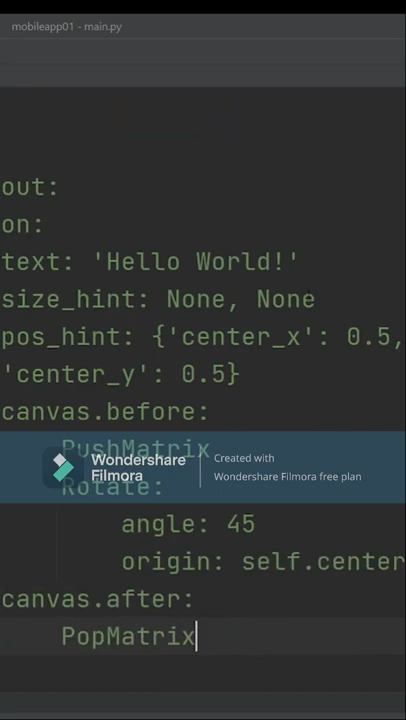 mobileapp01 - main.py
out:
on:
text: 'Hello World!'
size_hint: None, None
pos_hint: {'center_x': 0.5,
'center_y': 0.5}
canvas.before:
PushMatrix
Wondershare
Filmora
Created with
Wondershare Filmora free plan
Rotate:
angle: 45
origin: self.center
canvas.after:
PopMatrix